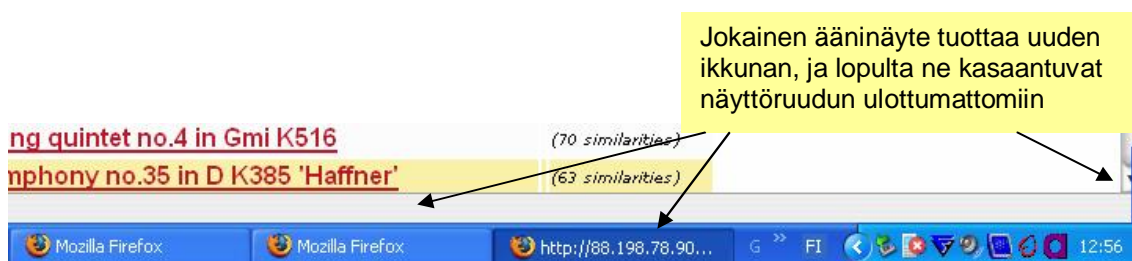 Jokainen ääninäyte tuottaa uuden
ikkunan, ja lopulta ne kasaantuvat
näyttöruudun ulottumattomiin
ng quintet no.4 in Gmi K516 (70 similarities)
mphony no.35 in D K385 'Haffner' (63 similarities)
Mozilla Firefox Mozilla Firefox http://88.198.78.90... G » FI 12:56